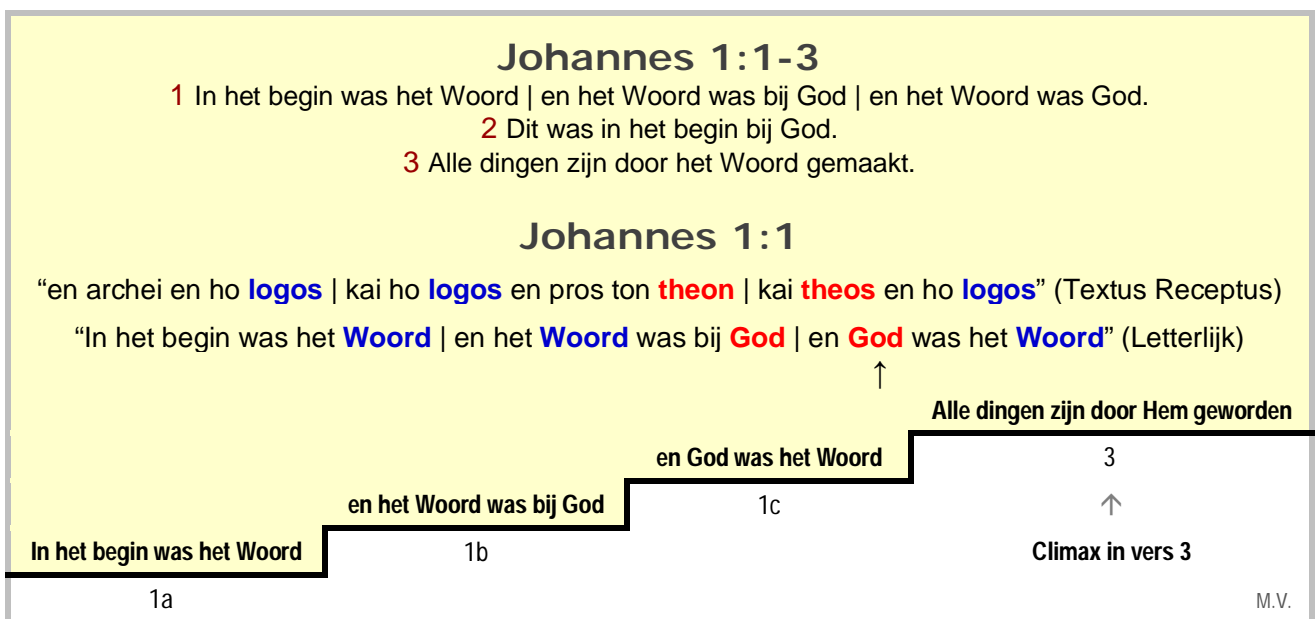 Johannes 1:1-3
1 In het begin was het Woord | en het Woord was bij God | en het Woord was God.
2 Dit was in het begin bij God.
3 Alle dingen zijn door het Woord gemaakt.
Johannes 1:1
“en archei en ho logos | kai ho logos en pros ton theon | kai theos en ho logos” (Textus Receptus)
“In het begin was het Woord | en het Woord was bij God | en God was het Woord” (Letterlijk)
↑
Alle dingen zijn door Hem geworden
en God was het Woord
3
en het Woord was bij God
1c
↑
In het begin was het Woord
1b
Climax in vers 3
1a
M.V.